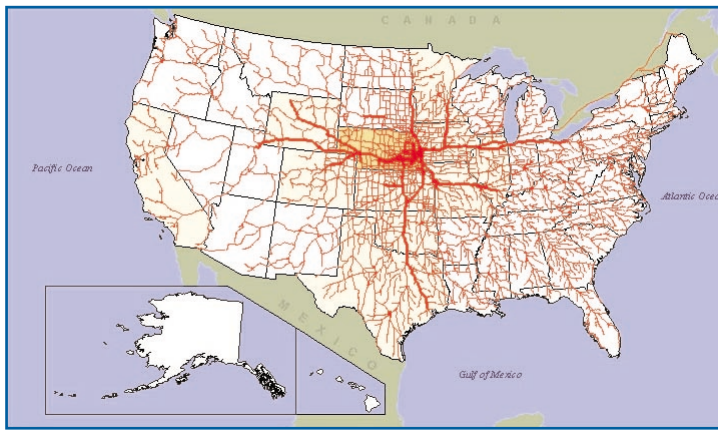 CANADA
Pacific Ocean
Atlantic Ocea
MEXICO
Gulf of Mexico